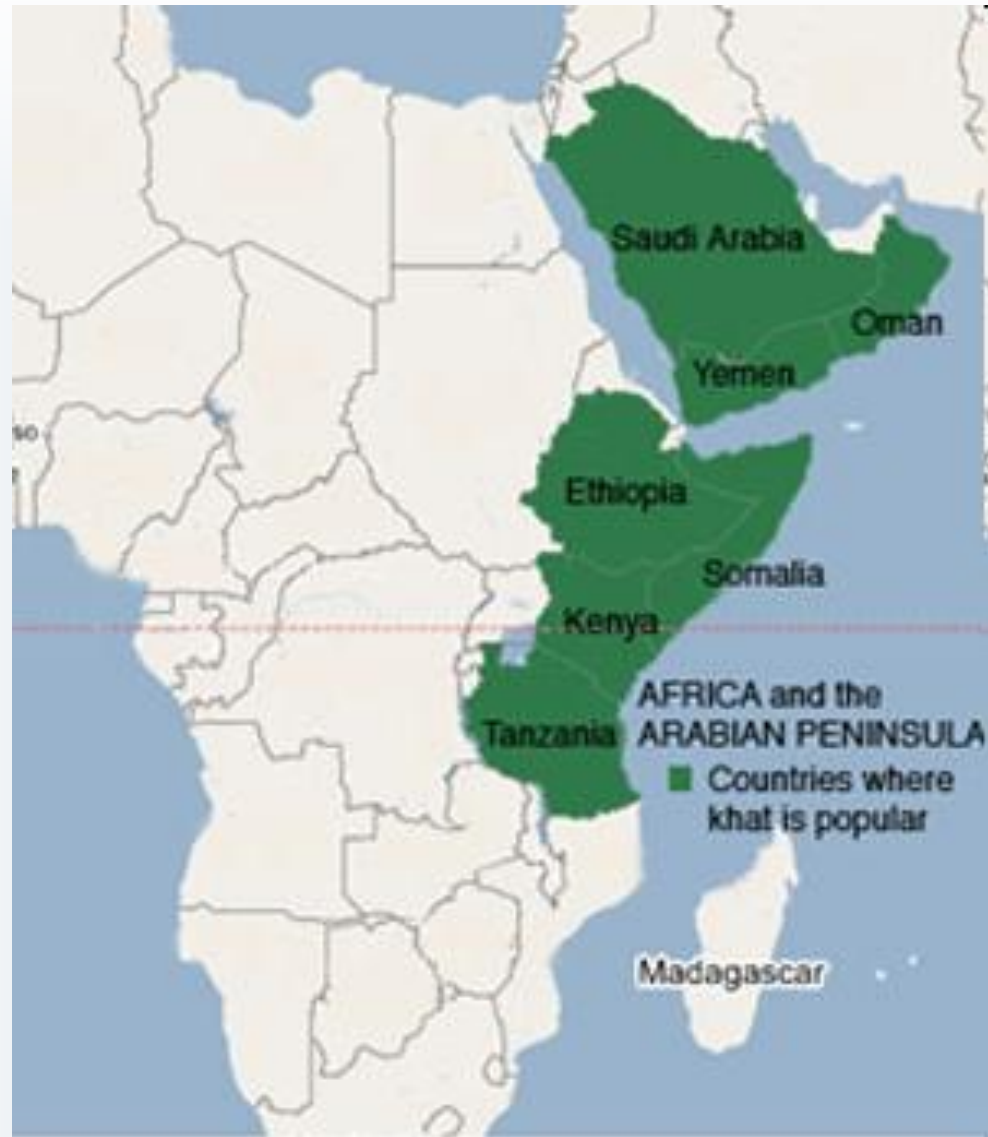 Saudi Arabia
Oman
Yemen
so
Ethiopia
Somalia
Kenya
AFRICA and the
Tanzania
ARABIAN PENINSULA
Countries where
khat is popular
Madagascar